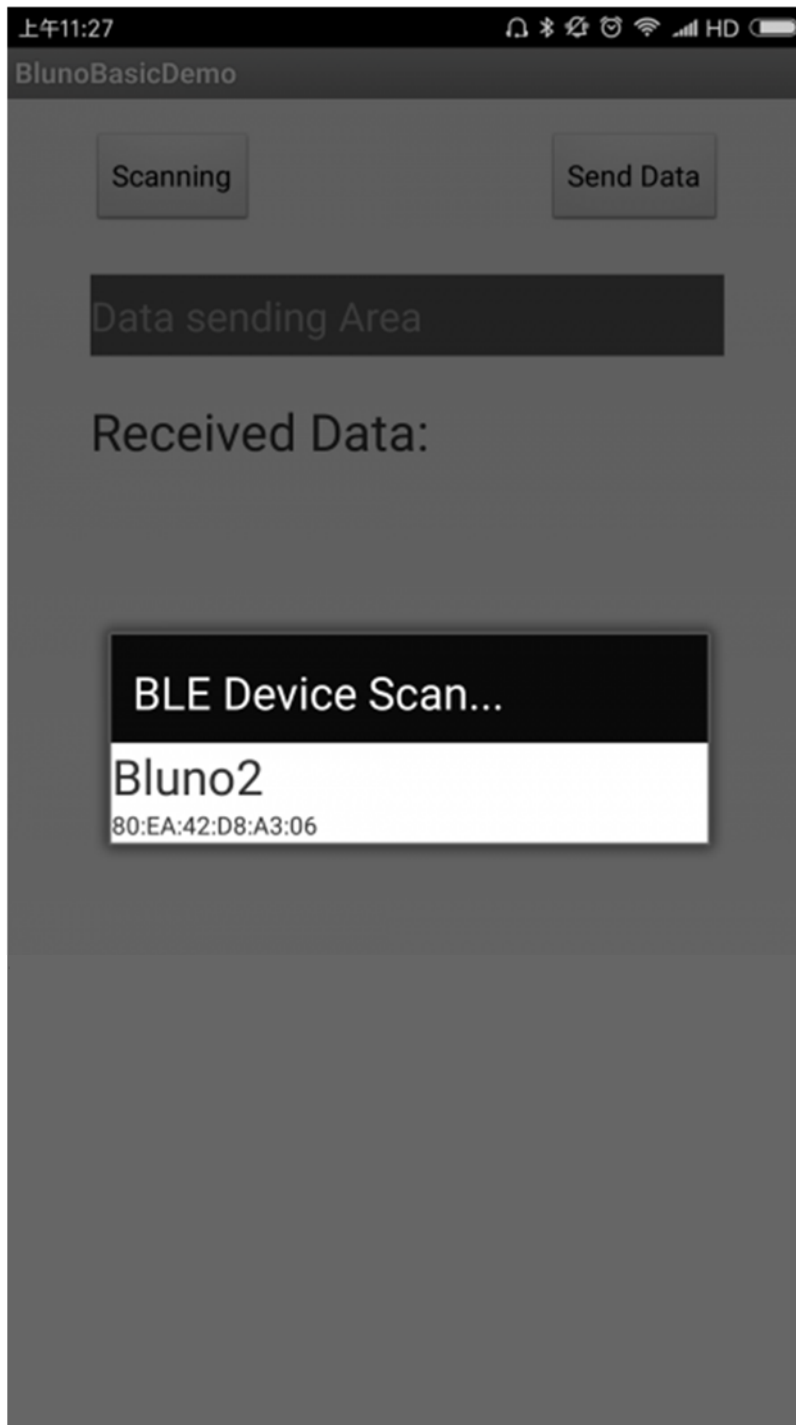 上午11:27 HD
BlunoBasicDemo
Scanning Send Data
Data sending Area
Received Data:
BLE Device Scan...
Bluno2
80:EA:42:D8:A3:06